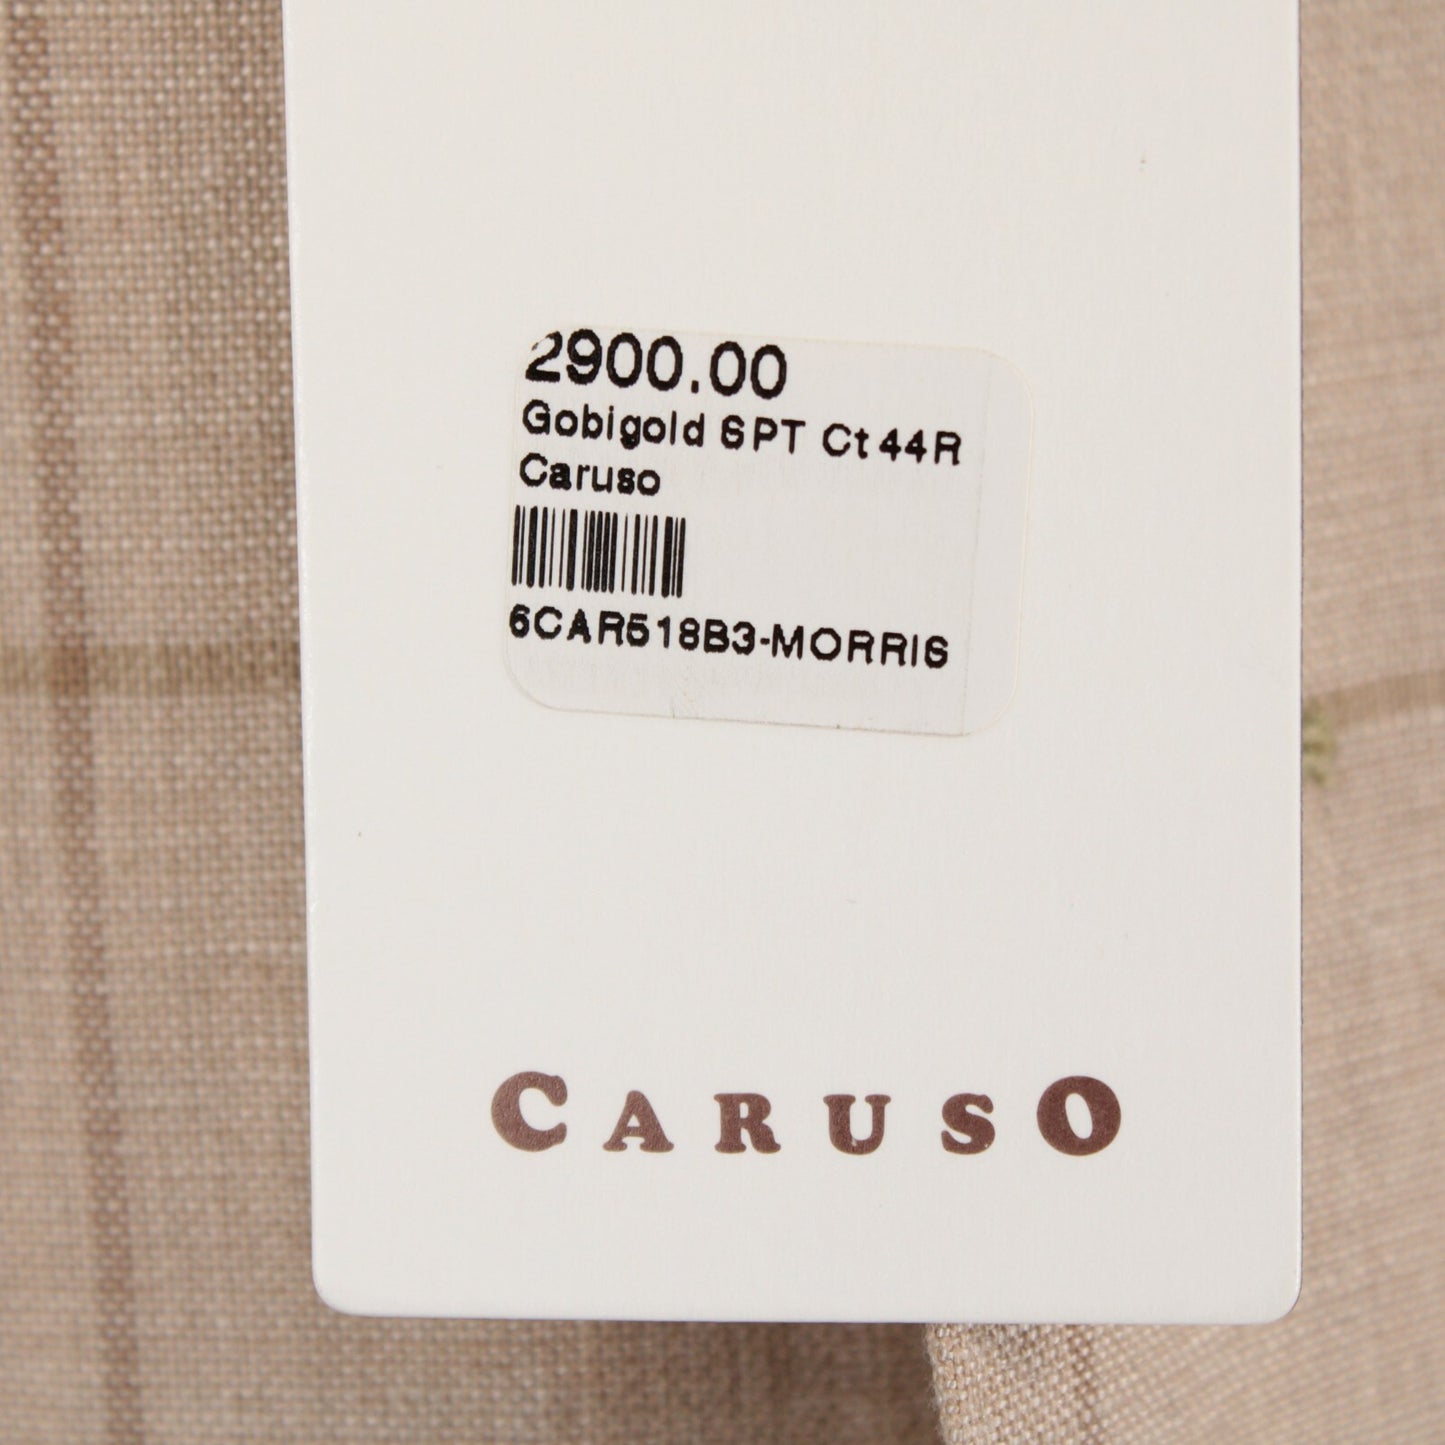 2900.00
Gobigold SPT Ct 44R
Caruso
6CAR518B3-MORRIS
CARUSO